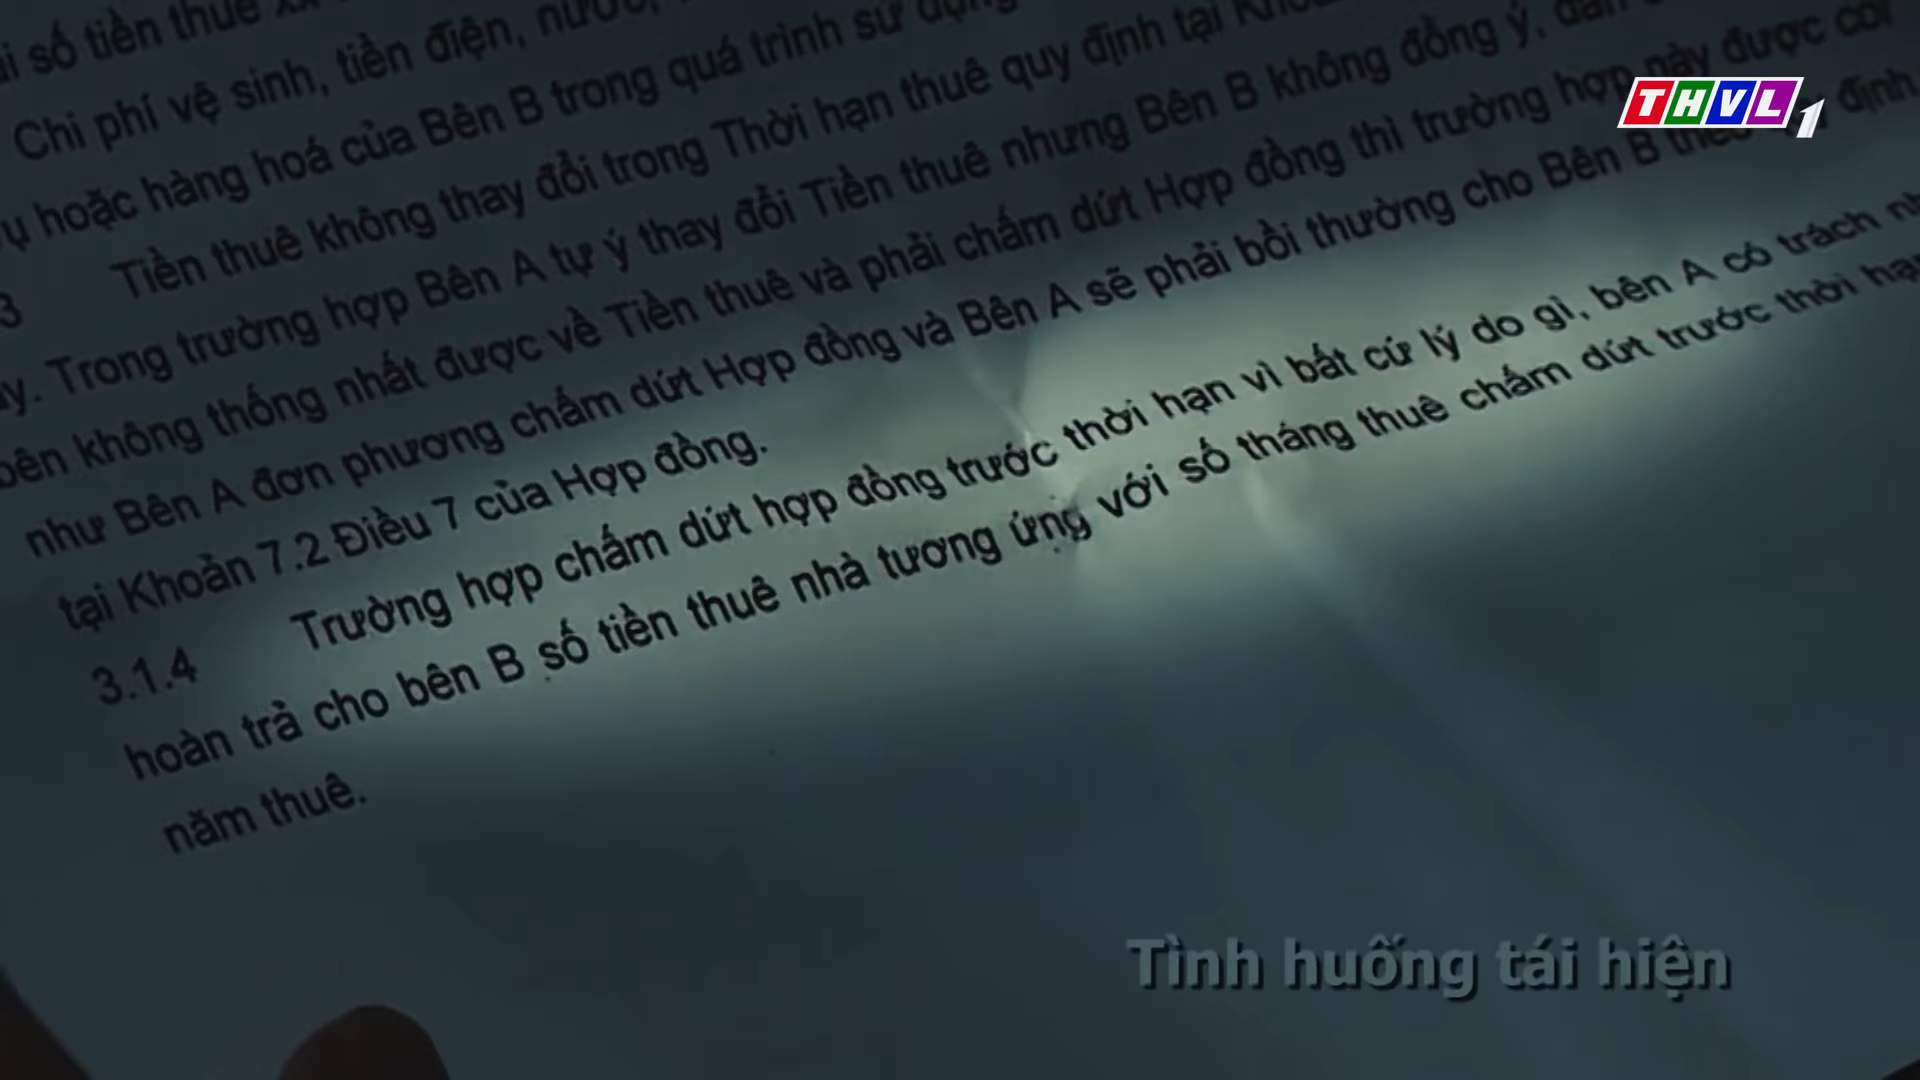 số tiền thuê
Chi phí vệ sinh, tiền điện, nước,
hoặc hàng hoá của Bên B trong quá trình sử dụng
Tiền thuê không thay đổi trong Thời hạn thuê quy định tại
Trong trường hợp Bên A tự ý thay đổi Tiền thuê nhưng Bên B không đồng ý,
bên không thống nhất được về Tiền thuê và phải chấm dứt Hợp đồng thì trường hợp này được coi
như Bên A đơn phương chấm dứt Hợp đồng và Bên A sẽ phải bồi thường cho Bên B định
tại Khoản 7.2 Điều 7 của Hợp đồng.
3.1.4 Trường hợp chấm dứt hợp đồng trước thời hạn vì bất cứ lý do gì, bên A có trách
hoàn trả cho bên B số tiền thuê nhà tương ứng với số tháng thuê chấm dứt trước thời hạn
năm thuê.
THVL1
Tình huống tái hiện